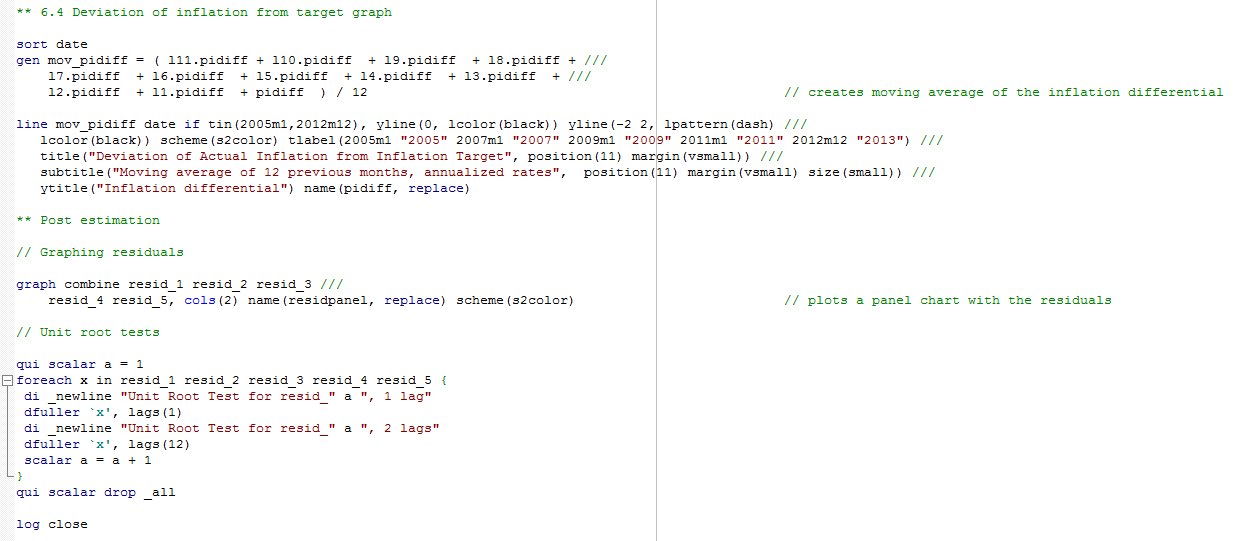 ** 6.4 Deviation of inflation from target graph
sort date
gen mov_pidiff = ( l11.pidiff + l10.pidiff  + l9.pidiff  + l8.pidiff + ///
    l7.pidiff  + l6.pidiff  + l5.pidiff  + l4.pidiff  + l3.pidiff  + ///
    l2.pidiff  + l1.pidiff  + pidiff  ) / 12 // creates moving average of the inflation differential
line mov_pidiff date if tin(2005m1,2012m12), yline(0, lcolor(black)) yline(-2 2, lpattern(dash) ///
   lcolor(black)) scheme(s2color) tlabel(2005m1 "2005" 2007m1 "2007" 2009m1 "2009" 2011m1 "2011" 2012m12 "2013") ///
   title("Deviation of Actual Inflation from Inflation Target", position(11) margin(vsmall)) ///
   subtitle("Moving average of 12 previous months, annualized rates",  position(11) margin(vsmall) size(small)) ///
   ytitle("Inflation differential") name(pidiff, replace)
** Post estimation
// Graphing residuals
graph combine resid_1 resid_2 resid_3 ///
    resid_4 resid_5, cols(2) name(residpanel, replace) scheme(s2color) // plots a panel chart with the residuals
// Unit root tests
qui scalar a = 1
foreach x in resid_1 resid_2 resid_3 resid_4 resid_5 {
 di _newline "Unit Root Test for resid_" a ", 1 lag"
 dfuller `x', lags(1)
 di _newline "Unit Root Test for resid_" a ", 2 lags"
 dfuller `x', lags(12)
 scalar a = a + 1
}
qui scalar drop _all
log close